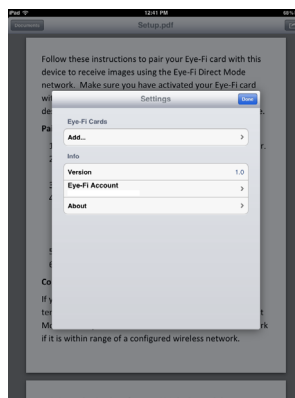 iPad
12:41 PM
68%
Documents
Setup.pdf
Follow these instructions to pair your Eye-Fi card with this
device to receive images using the Eye-Fi Direct Mode
network. Make sure you have activated your Eye-Fi card
Settings
Done
Eye-Fi Cards
Add...
Info
Version 1.0
Eye-Fi Account
About
Co
If y
if it is within range of a configured wireless network.